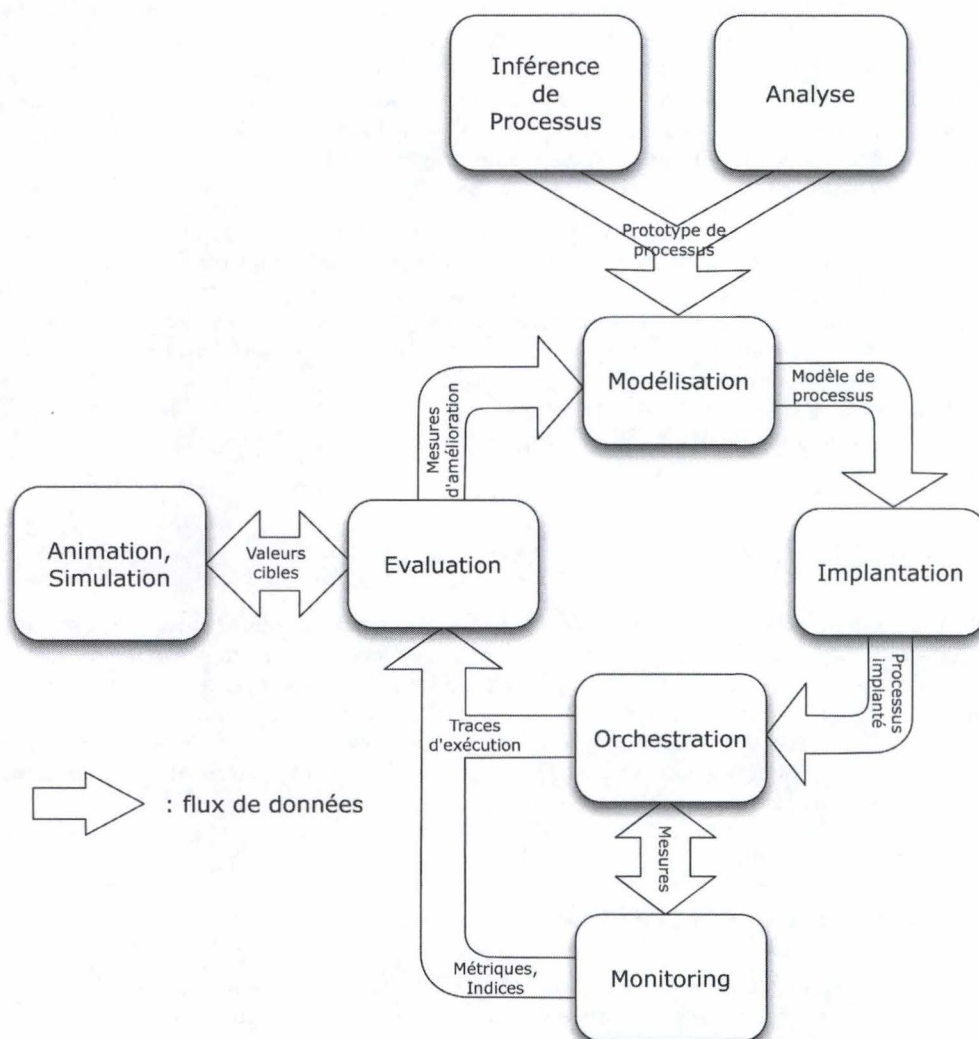 Inférence
de
Processus
Analyse
Prototype de
processus
Modélisation
Modèle de
processus
Mesures
d'amélioration
Animation,
Simulation
Valeurs
cibles
Evaluation
Implantation
Processus
implanté
Traces
d'exécution
Orchestration
: flux de données
Mesures
Métriques,
Indices
Monitoring